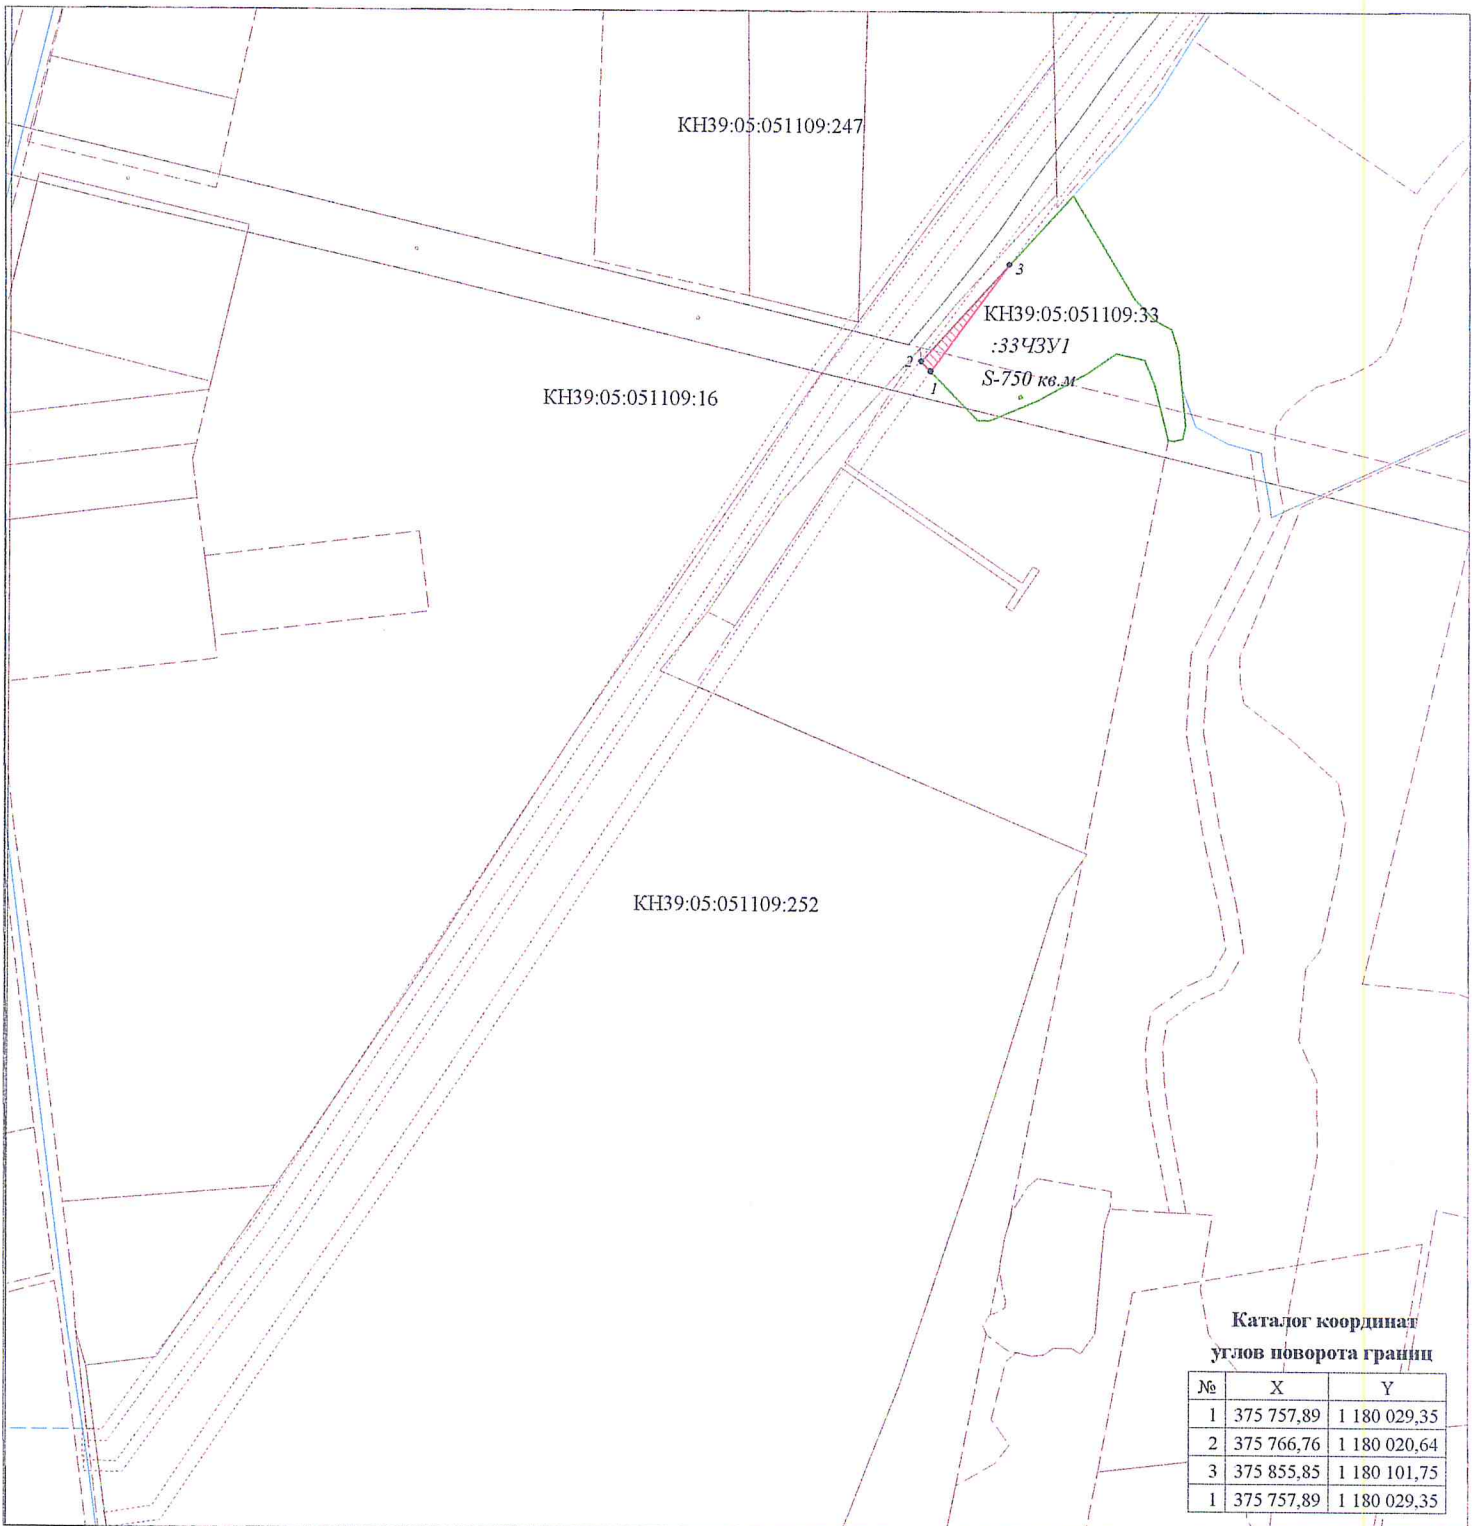 КН39:05:051109:247
3
КН39:05:051109:33
:33ЧЗУ1
2
S-750 кв.м
1
КН39:05:051109:16
КН39:05:051109:252
Каталог координат
углов поворота границ
№ X Y
1 375 757,89 1 180 029,35
2 375 766,76 1 180 020,64
3 375 855,85 1 180 101,75
1 375 757,89 1 180 029,35